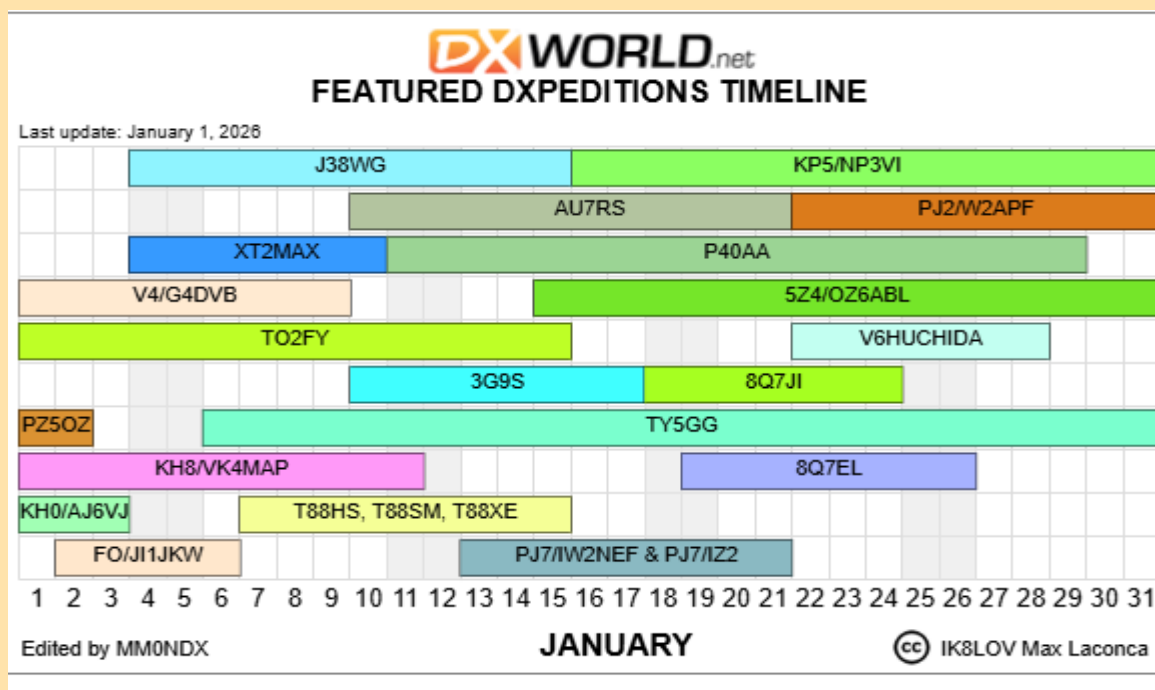 DX WORLD.net
FEATURED DXPEDITIONS TIMELINE
Last update: January 1, 2026
J38WG KP5/NP3VI
AU7RS PJ2/W2APF
XT2MAX P40AA
V4/G4DVB 5Z4/OZ6ABL
TO2FY V6HUCHIDA
3G9S 8Q7JI
PZ5OZ TY5GG
KH8/VK4MAP 8Q7EL
KH0/AJ6VJ T88HS, T88SM, T88XE
FO/JI1JKW PJ7/IW2NEF & PJ7/IZ2
1 2 3 4 5 6 7 8 9 10 11 12 13 14 15 16 17 18 19 20 21 22 23 24 25 26 27 28 29 30 31
Edited by MM0NDX JANUARY cc IK8LOV Max Laconca